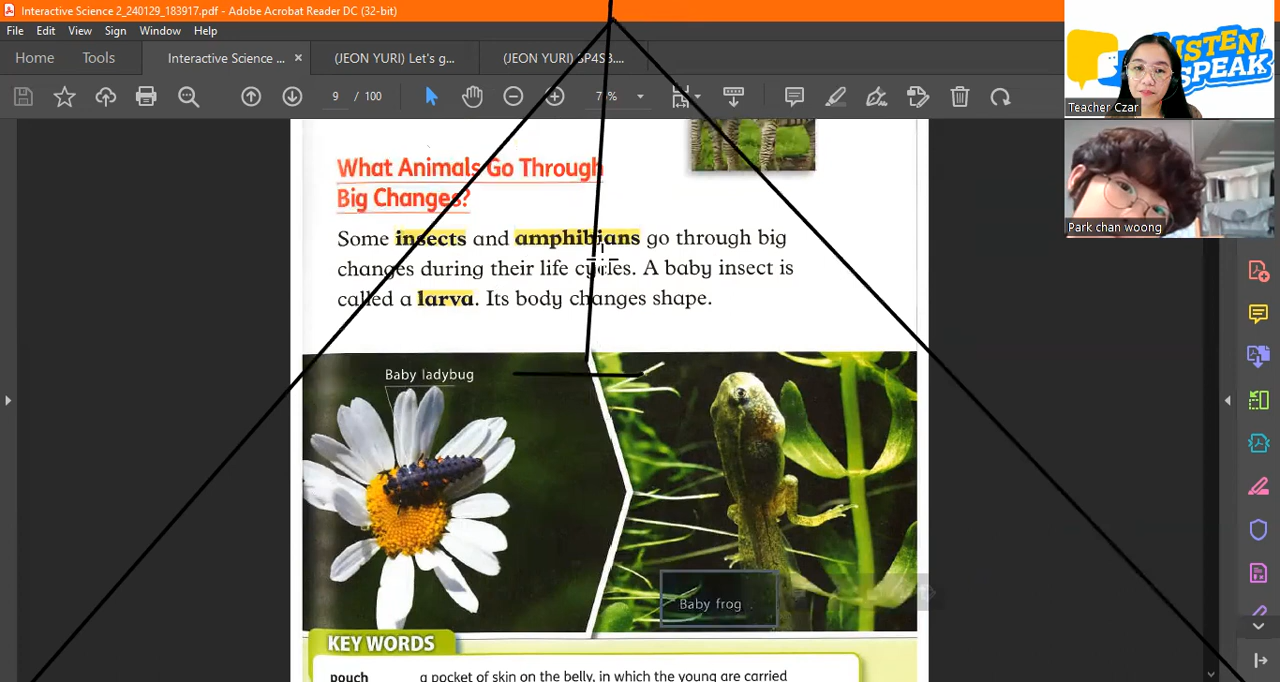 Interactive Science 2_240129_183917.pdf - Adobe Acrobat Reader DC (32-bit)
File Edit View Sign Window Help
Home Tools Interactive Science ... × (JEON YURI) Let's g... (JEON YURI) SP4S3....
9 / 100
LISTEN
SPEAK
Teacher Czar
Park chan woong
What Animals Go Through
Big Changes?
Some insects and amphibians go through big
changes during their life cycles. A baby insect is
called a larva. Its body changes shape.
Baby ladybug
Baby frog
KEY WORDS
pouch a pocket of skin on the belly, in which the young are carried